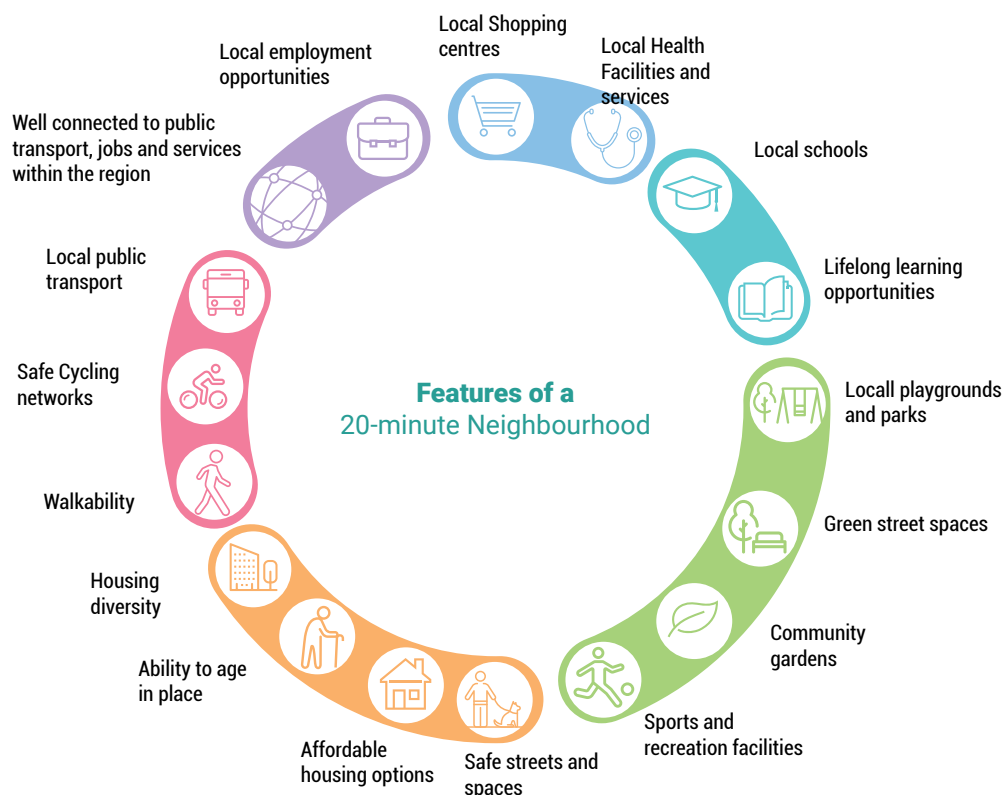 Local Shopping
centres
Local Health
Facilities and
services
Local schools
Lifelong learning
opportunities
Locall playgrounds
and parks
Green street spaces
Community
gardens
Sports and
recreation facilities
Safe streets and
spaces
Affordable
housing options
Ability to age
in place
Housing
diversity
Walkability
Safe Cycling
networks
Local public
transport
Well connected to public
transport, jobs and services
within the region
Local employment
opportunities
Features of a
20-minute Neighbourhood